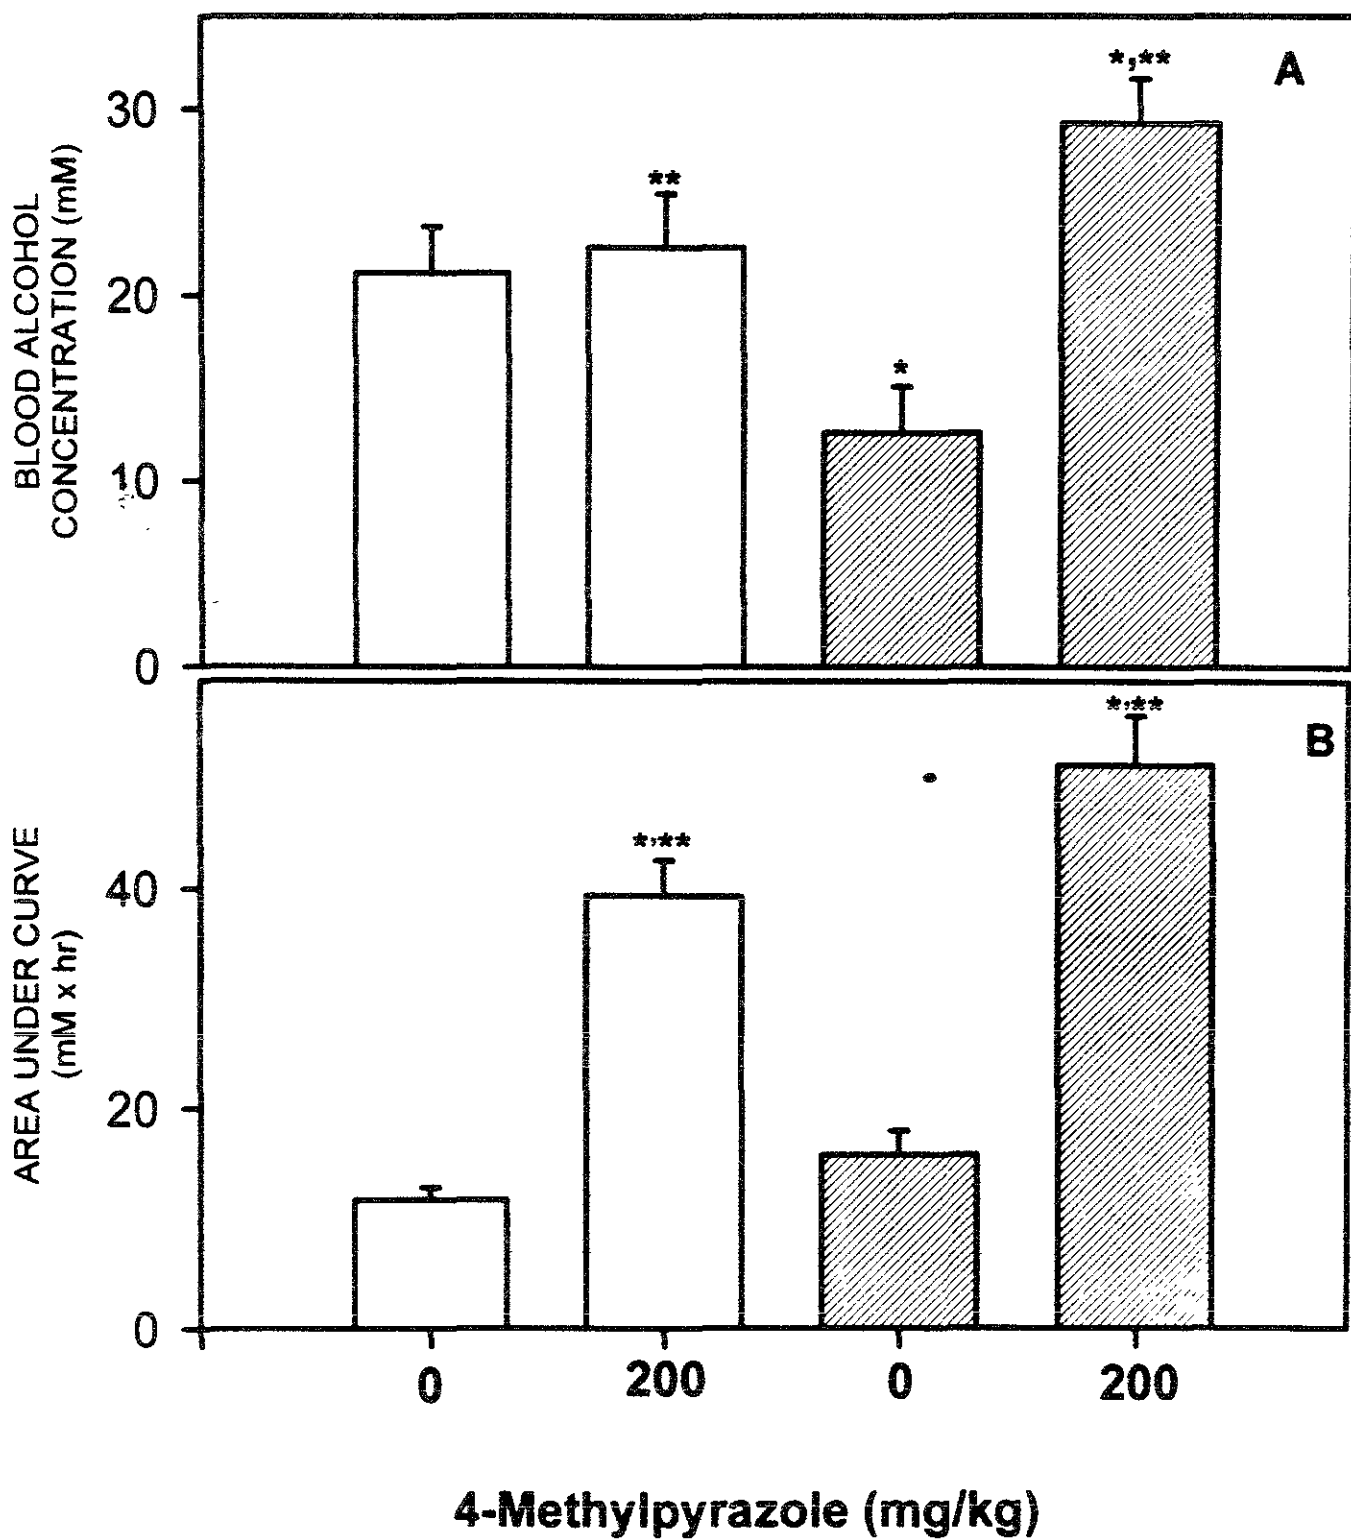 A
*,**
30
**
20
*
10
0
BLOOD ALCOHOL
CONCENTRATION (mM)
B
*,**
*,**
40
20
0
AREA UNDER CURVE
(mM x hr)
0 200 0 200
4-Methylpyrazole (mg/kg)